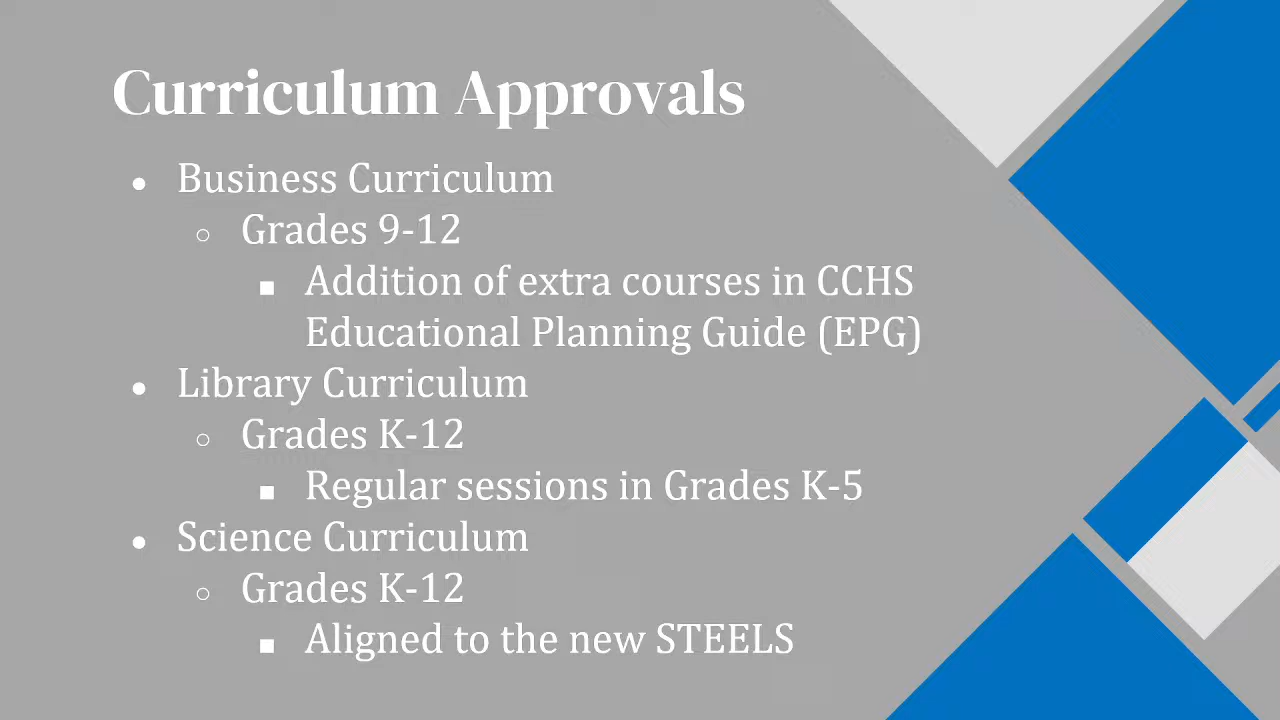 Curriculum Approvals
● Business Curriculum
○ Grades 9-12
■ Addition of extra courses in CCHS
Educational Planning Guide (EPG)
● Library Curriculum
○ Grades K-12
■ Regular sessions in Grades K-5
● Science Curriculum
○ Grades K-12
■ Aligned to the new STEELS